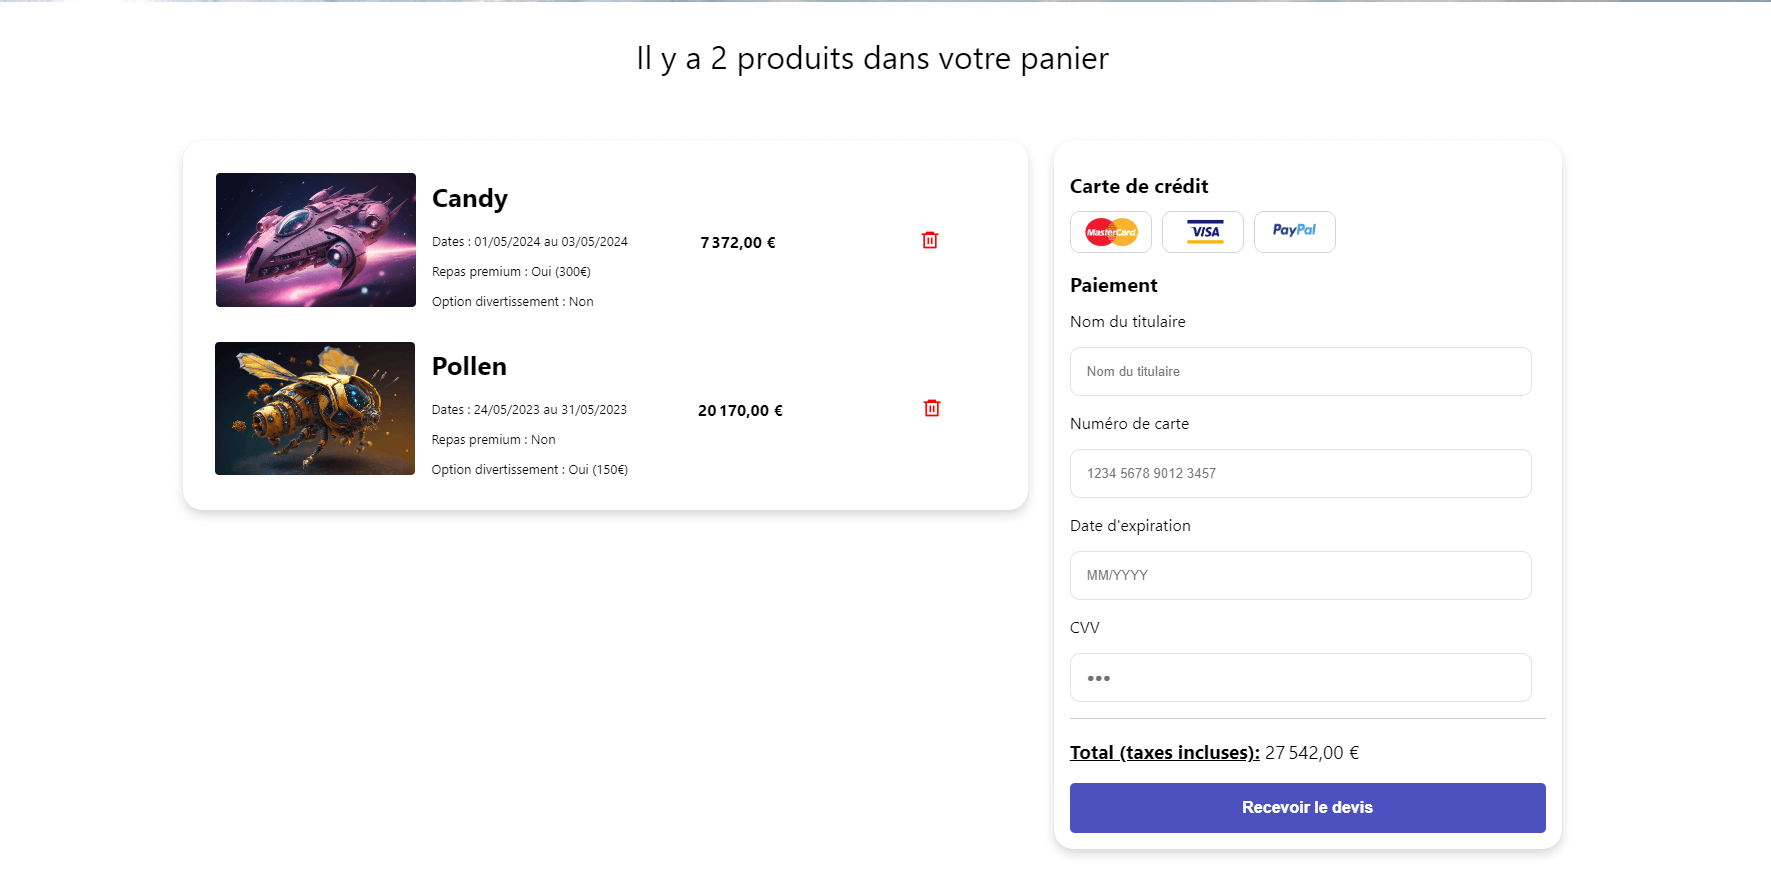 Il y a 2 produits dans votre panier
Candy
Dates : 01/05/2024 au 03/05/2024
7 372,00 €
Repas premium : Oui (300€)
Option divertissement : Non
Pollen
Dates : 24/05/2023 au 31/05/2023
20 170,00 €
Repas premium : Non
Option divertissement : Oui (150€)
Carte de crédit
MasterCard VISA PayPal
Paiement
Nom du titulaire
Nom du titulaire
Numéro de carte
1234 5678 9012 3457
Date d'expiration
MM/YYYY
CVV
•••
Total (taxes incluses): 27 542,00 €
Recevoir le devis